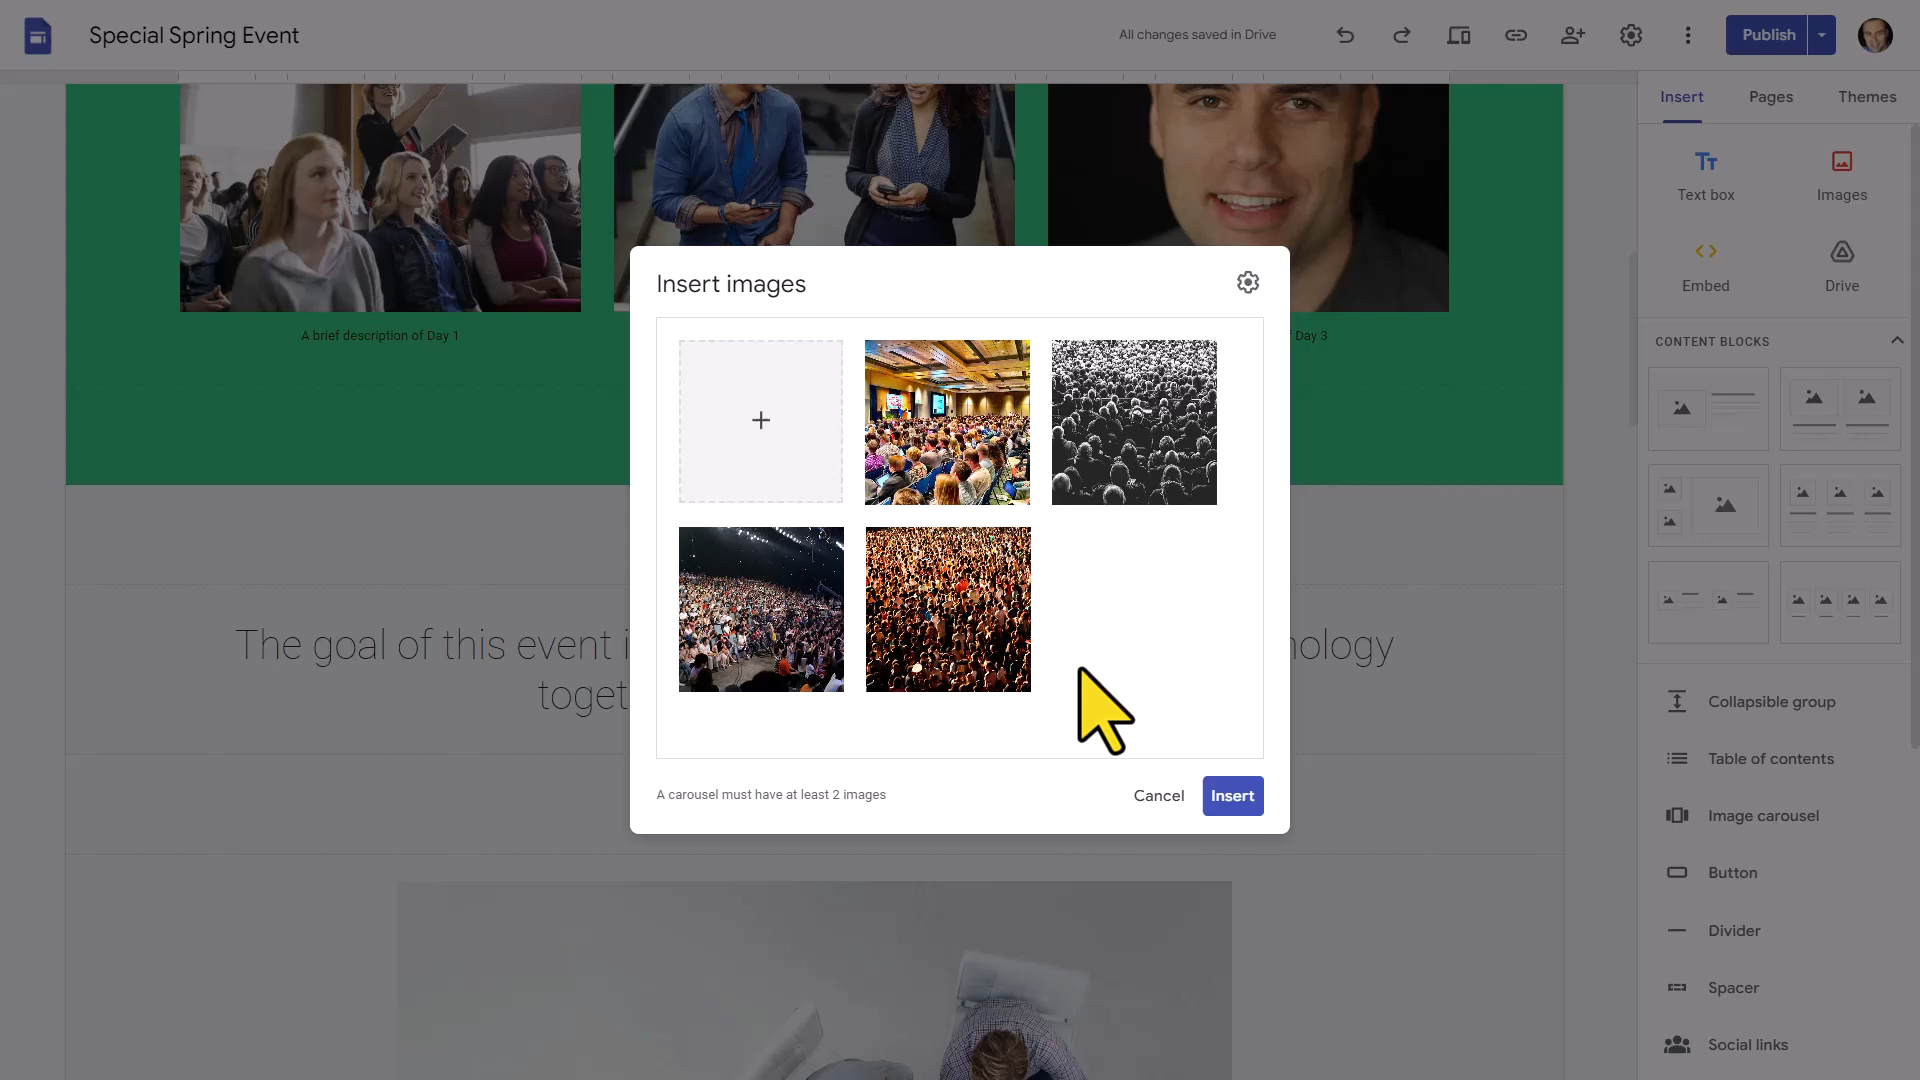 Special Spring Event
All changes saved in Drive
Publish
Insert
Pages
Themes
Tt
Text box
Images
Embed
Drive
CONTENT BLOCKS
A brief description of Day 1
Day 3
Insert images
The goal of this event
nology
toget
A carousel must have at least 2 images
Cancel
Insert
Collapsible group
Table of contents
Image carousel
Button
Divider
Spacer
Social links